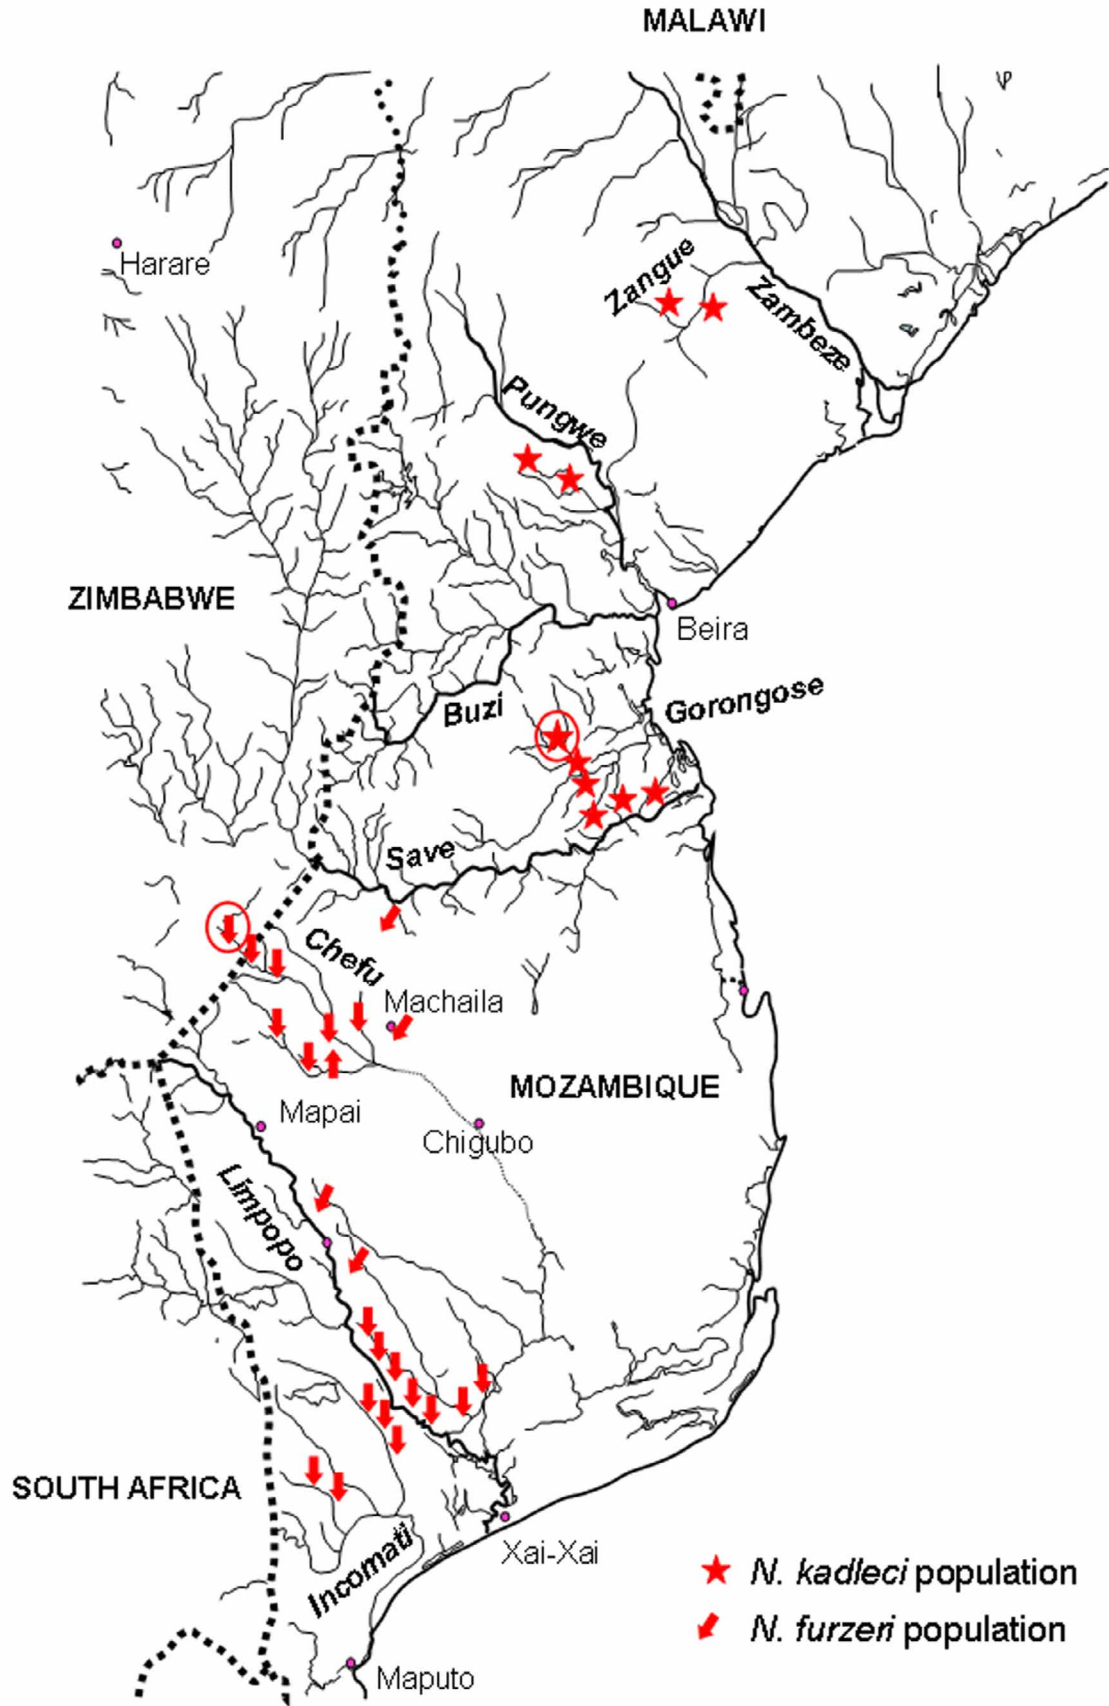 MALAWI
Harare
Zangue
Zambeze
Pungwe
ZIMBABWE
Beira
Buzi
Gorongose
Save
Chefu
Machaila
MOZAMBIQUE
Mapai
Chigubo
Limpopo
SOUTH AFRICA
Xai-Xai
Incomati
N. kadleci population
N. furzeri population
Maputo